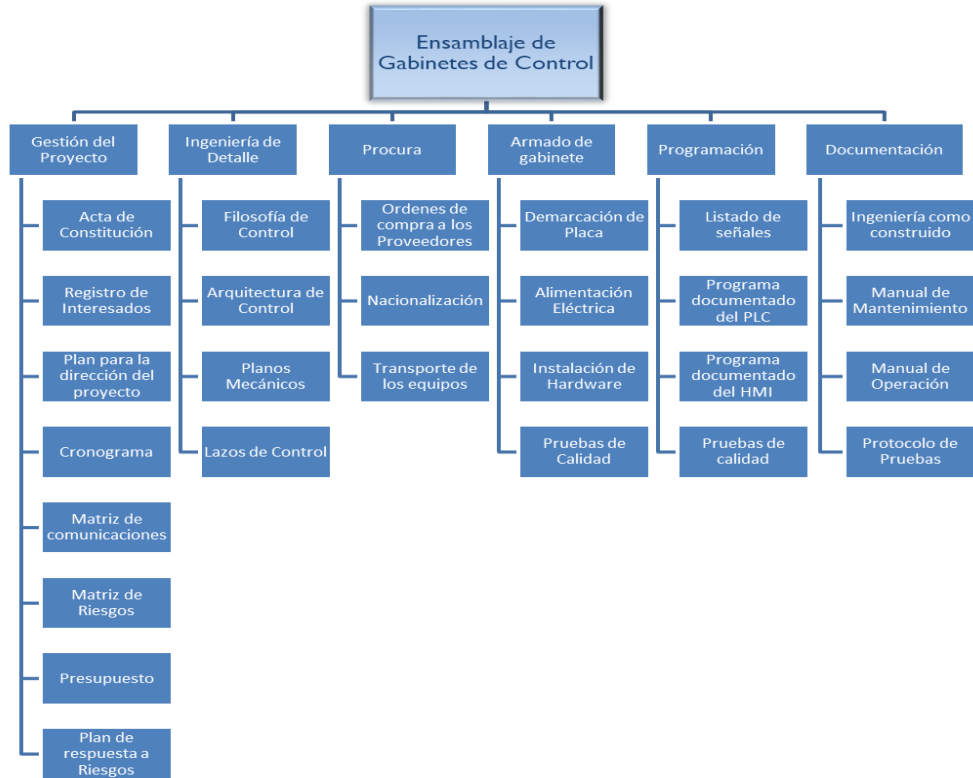 Ensamblaje de
Gabinetes de Control
Gestión del
Proyecto
Ingeniería de
Detalle
Procura
Armado de
gabinete
Programación
Documentación
Acta de
Constitución
Registro de
Interesados
Plan para la
dirección del
proyecto
Cronograma
Matriz de
comunicaciones
Matriz de
Riesgos
Presupuesto
Plan de
respuesta a
Riesgos
Filosofía de
Control
Arquitectura de
Control
Planos
Mecánicos
Lazos de Control
Ordenes de
compra a los
Proveedores
Nacionalización
Transporte de
los equipos
Demarcación de
Placa
Alimentación
Eléctrica
Instalación de
Hardware
Pruebas de
Calidad
Listado de
señales
Programa
documentado
del PLC
Programa
documentado
del HMI
Pruebas de
calidad
Ingeniería como
construido
Manual de
Mantenimiento
Manual de
Operación
Protocolo de
Pruebas